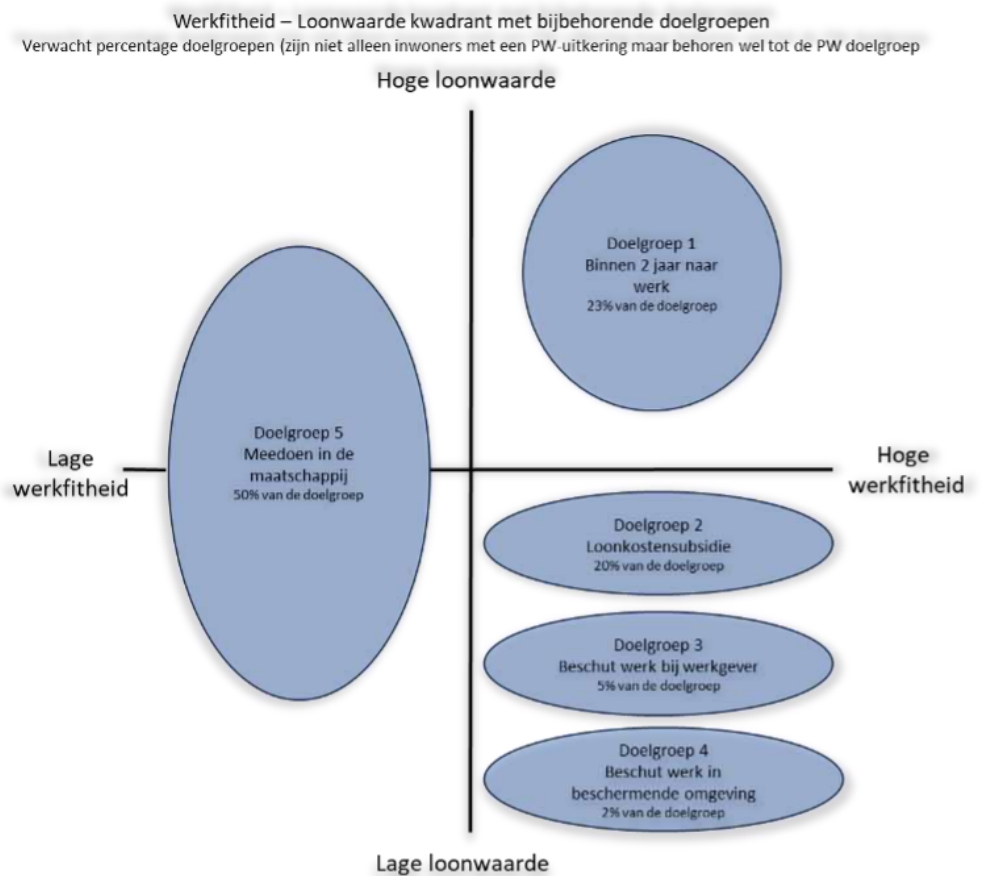 Werkfitheid – Loonwaarde kwadrant met bijbehorende doelgroepen
Verwacht percentage doelgroepen (zijn niet alleen inwoners met een PW-uitkering maar behoren wel tot de PW doelgroep
Hoge loonwaarde
Doelgroep 1
Binnen 2 jaar naar
werk
23% van de doelgroep
Doelgroep 5
Meedoen in de
maatschappij
50% van de doelgroep
Lage
werkfitheid
Hoge
werkfitheid
Doelgroep 2
Loonkostensubsidie
20% van de doelgroep
Doelgroep 3
Beschut werk bij werkgever
5% van de doelgroep
Doelgroep 4
Beschut werk in
beschermende omgeving
2% van de doelgroep
Lage loonwaarde